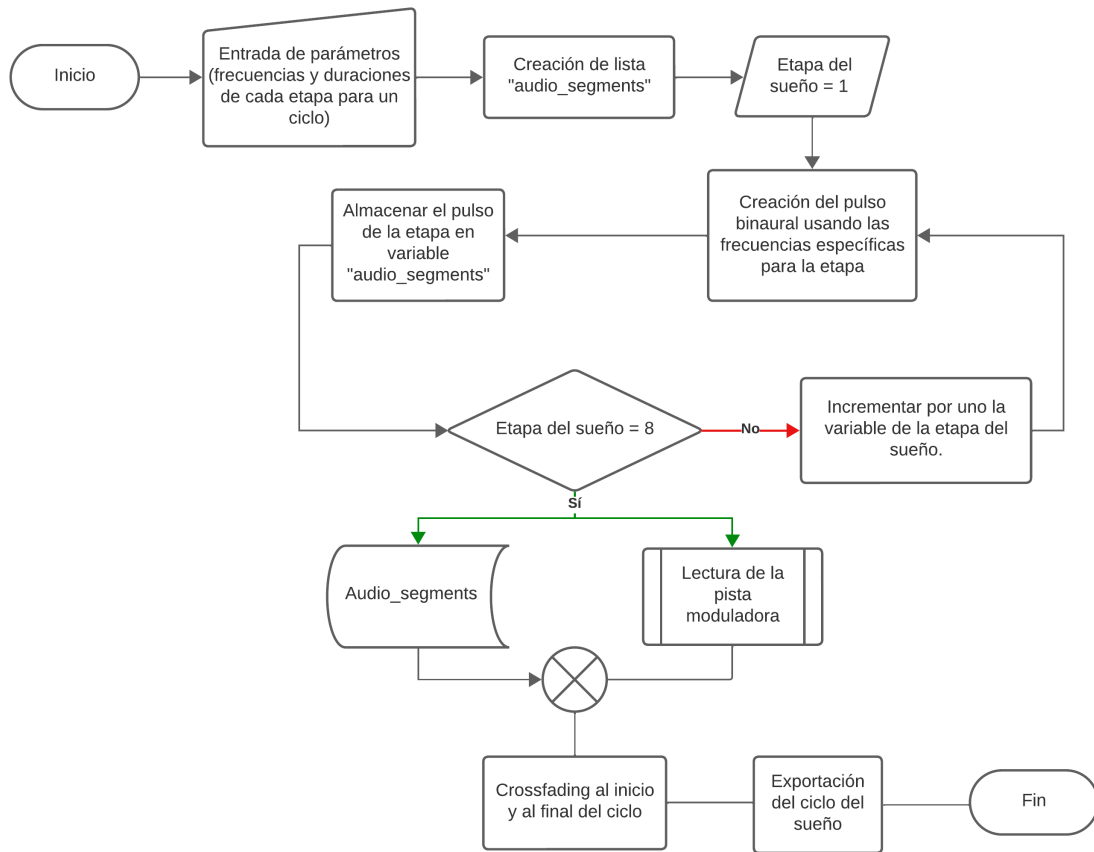 Inicio
Entrada de parámetros
(frecuencias y duraciones
de cada etapa para un
ciclo)
Creación de lista
"audio_segments"
Etapa del
sueño = 1
Creación del pulso
binaural usando las
frecuencias específicas
para la etapa
Almacenar el pulso
de la etapa en
variable
"audio_segments"
Etapa del sueño = 8
No
Incrementar por uno la
variable de la etapa del
sueño.
Sí
Audio_segments
Lectura de la
pista
moduladora
Crossfading al inicio
y al final del ciclo
Exportación
del ciclo del
sueño
Fin